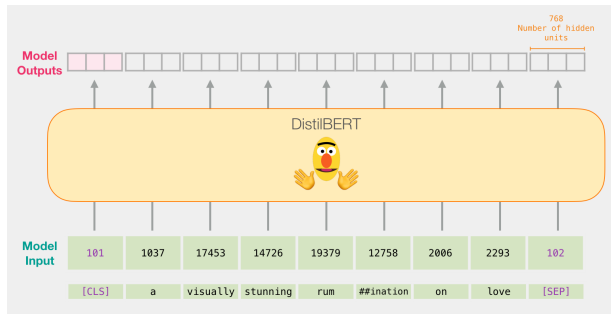 768
Number of hidden
units
Model
Outputs
DistilBERT
Model
Input
101 1037 17453 14726 19379 12758 2006 2293 102
[CLS] a visually stunning rum ##ination on love [SEP]